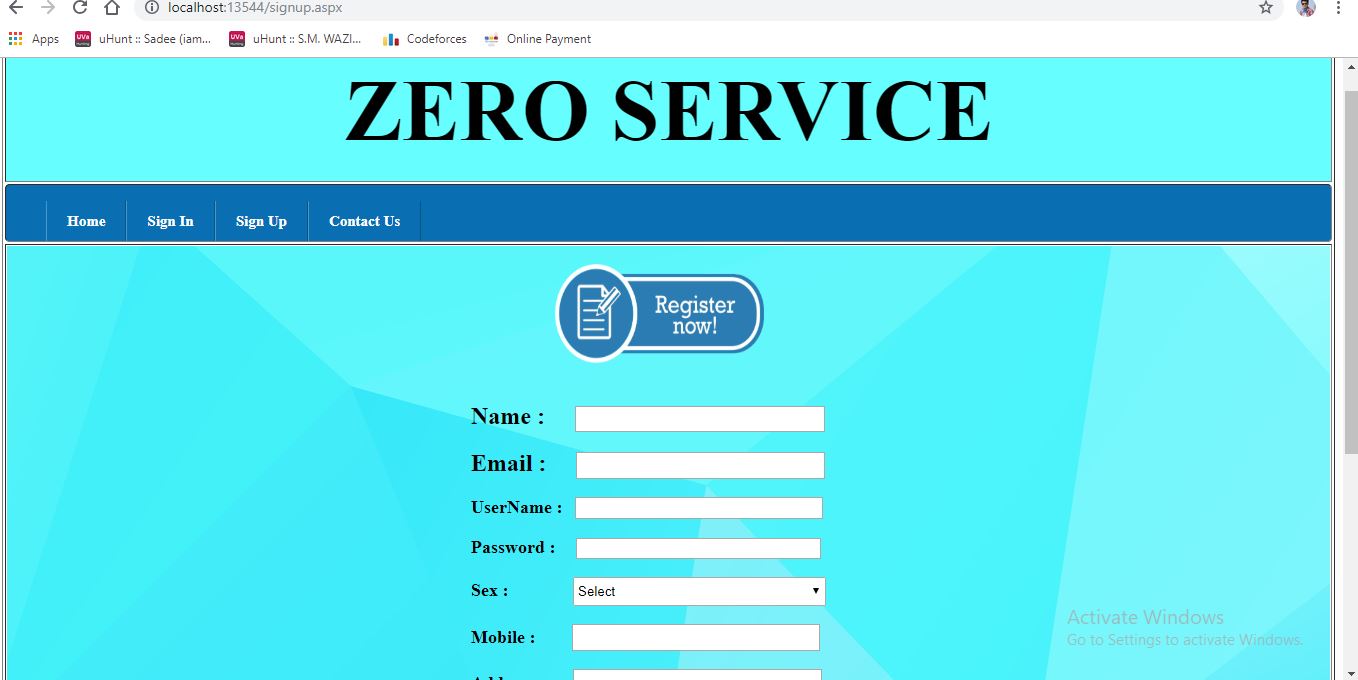 localhost:13544/signup.aspx
Apps uHunt :: Sadee (iam... uHunt :: S.M. WAZI... Codeforces Online Payment
ZERO SERVICE
Home Sign In Sign Up Contact Us
Register
now!
Name :
Email :
UserName :
Password :
Sex : Select
Mobile :
Activate Windows
Go to Settings to activate Windows.